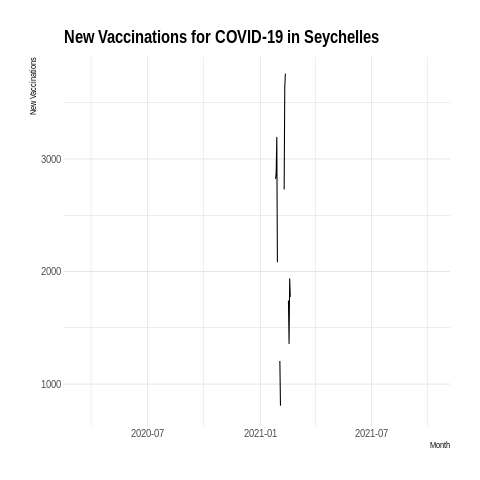 New Vaccinations for COVID-19 in Seychelles
New Vaccinations
3000
2000
1000
2020-07
2021-01
2021-07
Month